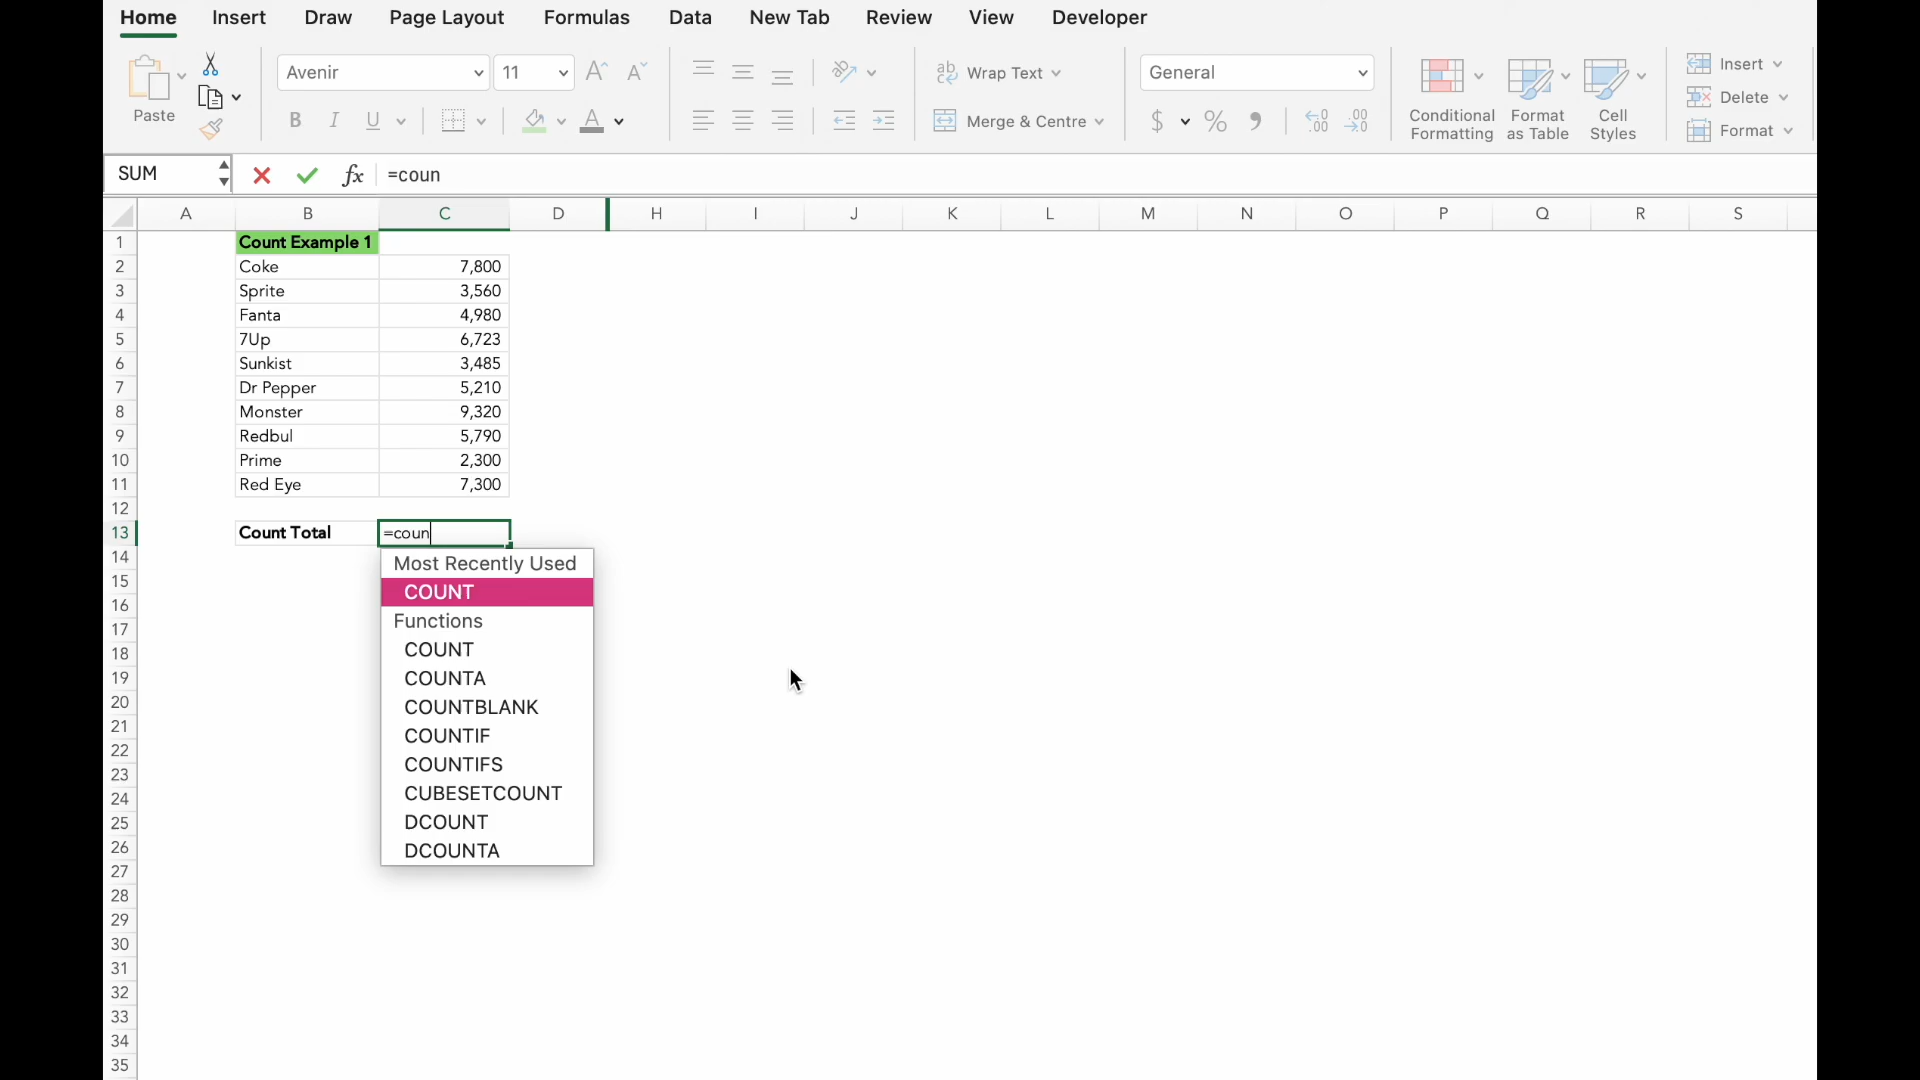 Home Insert Draw Page Layout Formulas Data New Tab Review View Developer
Paste
Avenir 11
B I U A
ab Wrap Text
Merge & Centre
General
$ %
Conditional Formatting
Format as Table
Cell Styles
Insert
Delete
Format
SUM fx =coun
A B C D H I J K L M N O P Q R S
1 Count Example 1
2 Coke 7,800
3 Sprite 3,560
4 Fanta 4,980
5 7Up 6,723
6 Sunkist 3,485
7 Dr Pepper 5,210
8 Monster 9,320
9 Redbul 5,790
10 Prime 2,300
11 Red Eye 7,300
12
13 Count Total =coun
14 Most Recently Used
15 COUNT
16 Functions
17 COUNT
18 COUNTA
19 COUNTBLANK
20 COUNTIF
21 COUNTIFS
22 CUBESETCOUNT
23 DCOUNT
24 DCOUNTA
25
26
27
28
29
30
31
32
33
34
35